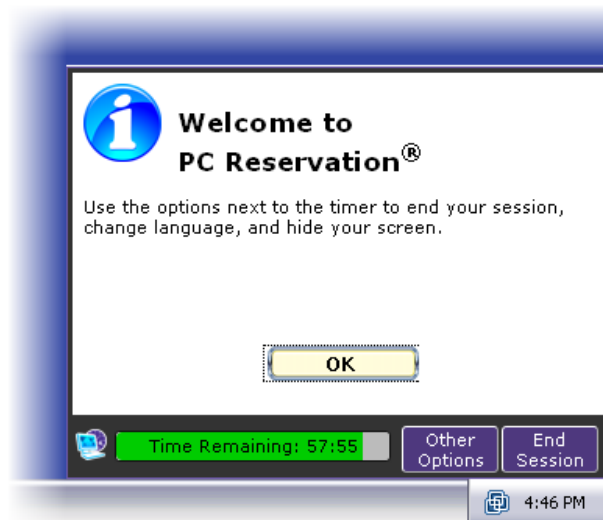 Welcome to
PC Reservation®
Use the options next to the timer to end your session,
change language, and hide your screen.
OK
Time Remaining: 57:55
Other
Options
End
Session
4:46 PM